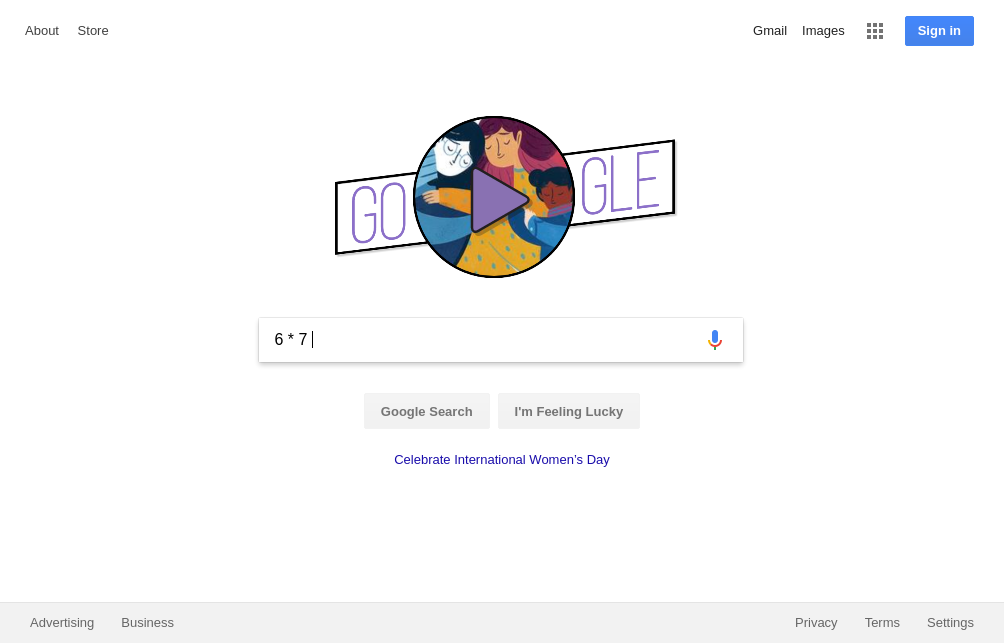 About Store Gmail Images Sign in
GO GLE
6 * 7
Google Search I'm Feeling Lucky
Celebrate International Women's Day
Advertising Business Privacy Terms Settings